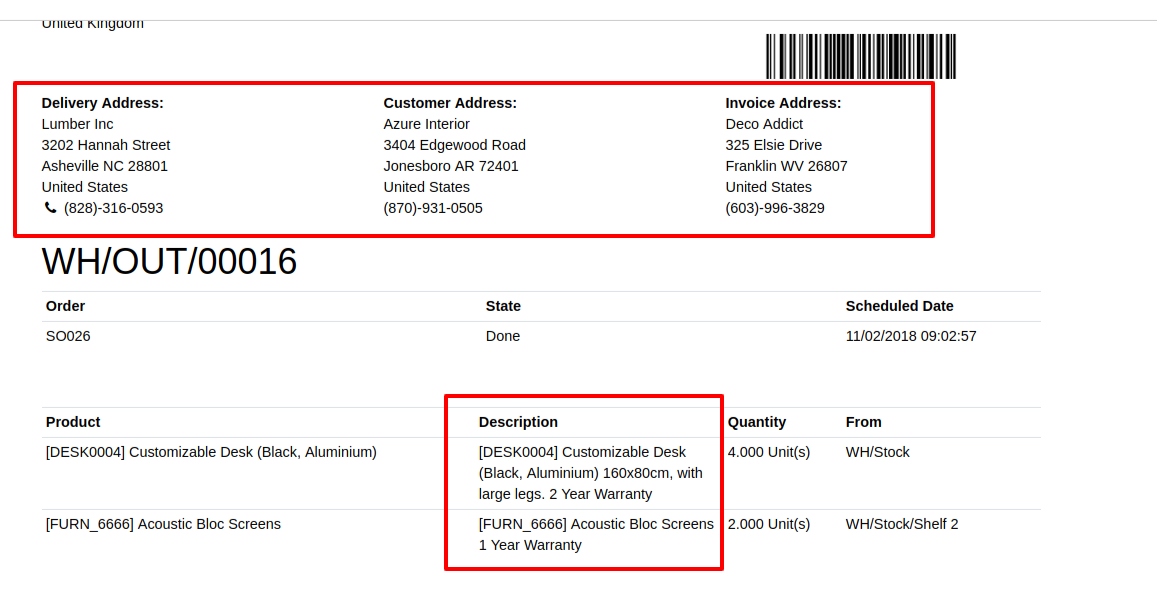 United Kingdom
Delivery Address:
Lumber Inc
3202 Hannah Street
Asheville NC 28801
United States
(828)-316-0593
Customer Address:
Azure Interior
3404 Edgewood Road
Jonesboro AR 72401
United States
(870)-931-0505
Invoice Address:
Deco Addict
325 Elsie Drive
Franklin WV 26807
United States
(603)-996-3829
WH/OUT/00016
Order State Scheduled Date
SO026 Done 11/02/2018 09:02:57
Product Description Quantity From
[DESK0004] Customizable Desk (Black, Aluminium) [DESK0004] Customizable Desk 4.000 Unit(s) WH/Stock
(Black, Aluminium) 160x80cm, with
large legs. 2 Year Warranty
[FURN_6666] Acoustic Bloc Screens [FURN_6666] Acoustic Bloc Screens 2.000 Unit(s) WH/Stock/Shelf 2
1 Year Warranty